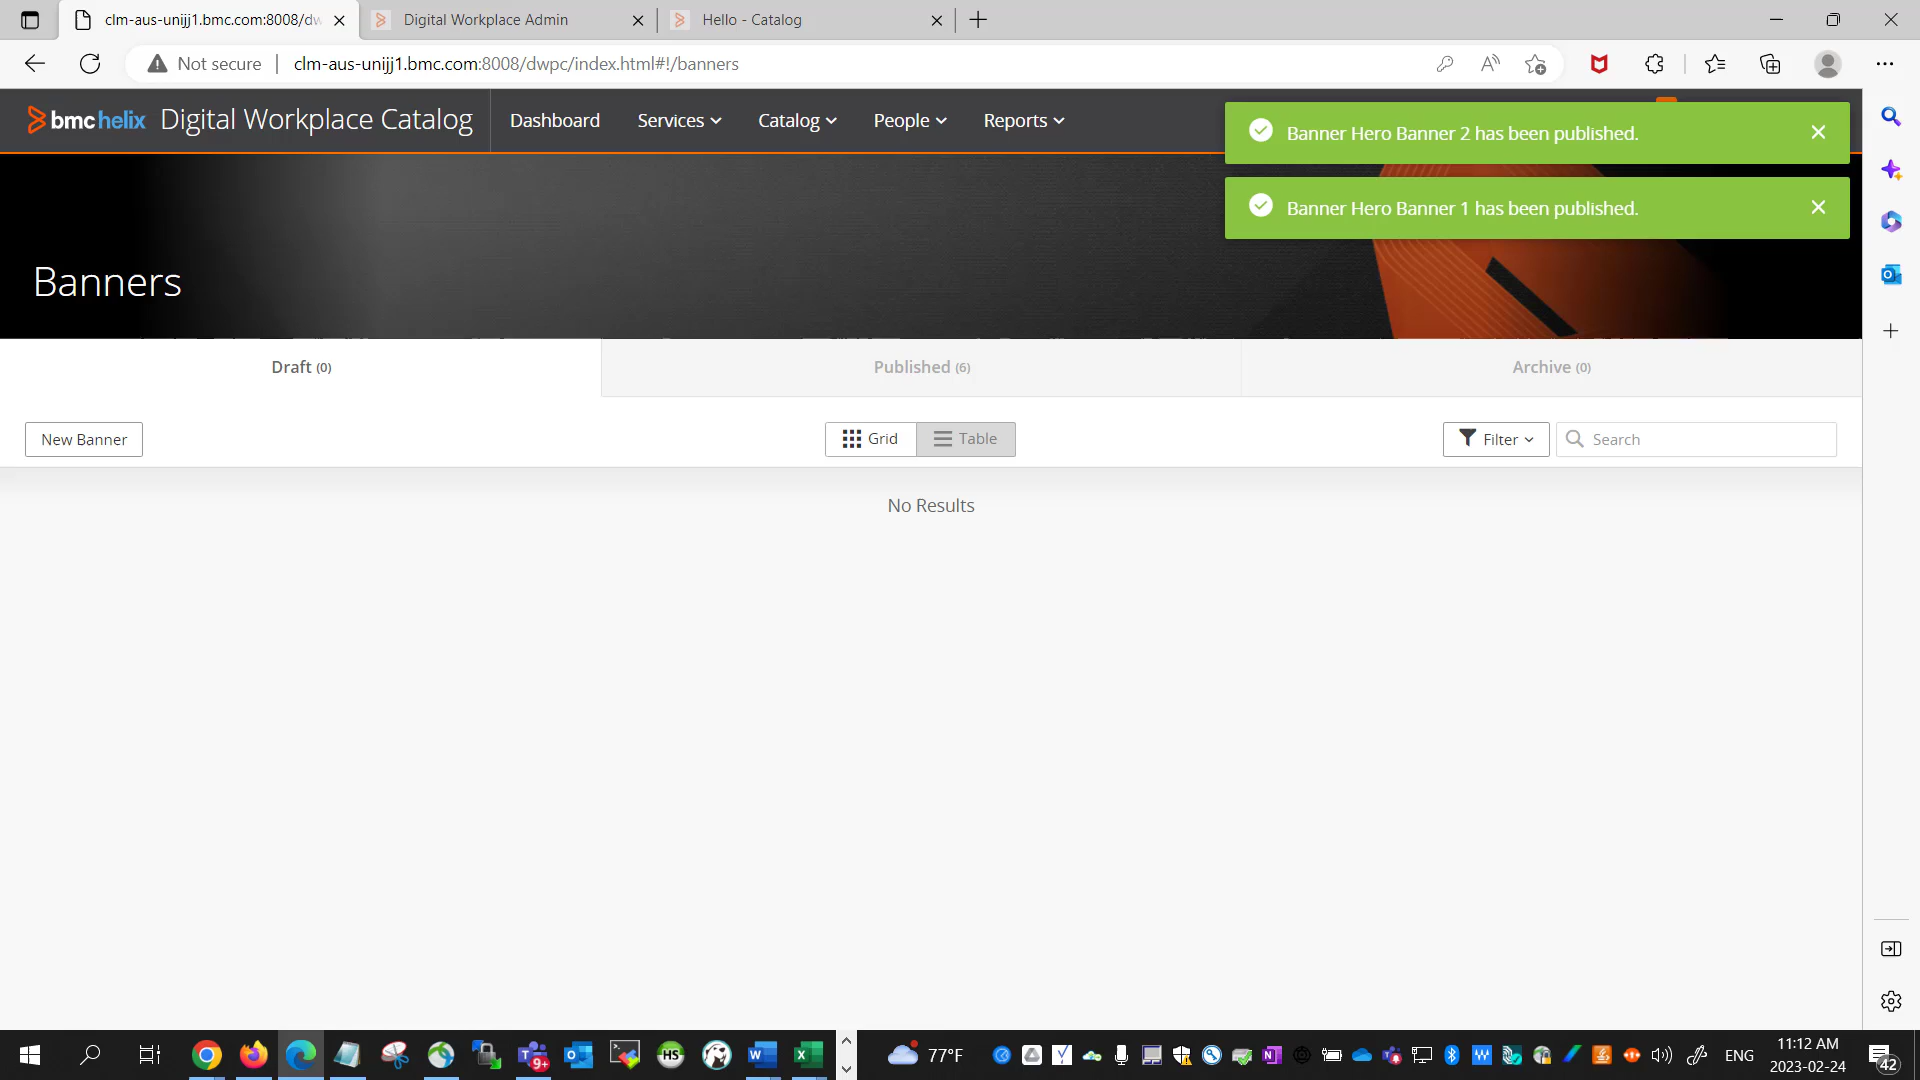 clm-aus-unijj1.bmc.com:8008/dw
Digital Workplace Admin
Hello - Catalog
Not secure
clm-aus-unijj1.bmc.com:8008/dwpc/index.html#!/banners
bmchelix Digital Workplace Catalog
Dashboard
Services
Catalog
People
Reports
Banner Hero Banner 2 has been published.
Banner Hero Banner 1 has been published.
Banners
Draft (0)
Published (6)
Archive (0)
New Banner
Grid
Table
Filter
Search
No Results
9+
HS
77°F
ENG
11:12 AM
2023-02-24
42